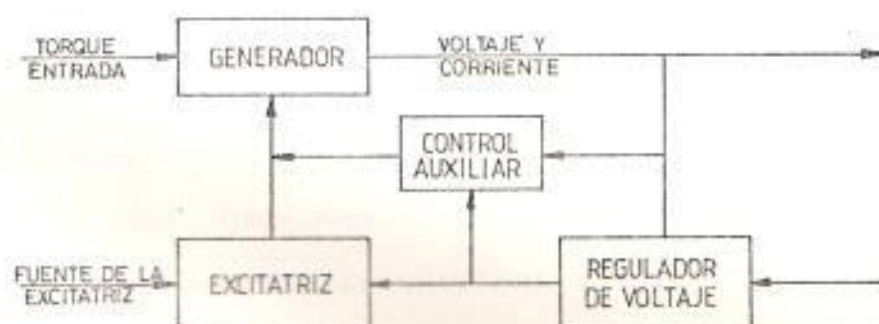 TORQUE
ENTRADA
GENERADOR
VOLTAJE Y
CORRIENTE
CONTROL
AUXILIAR
FUENTE DE LA
EXCITATRIZ
EXCITATRIZ
REGULADOR
DE VOLTAJE